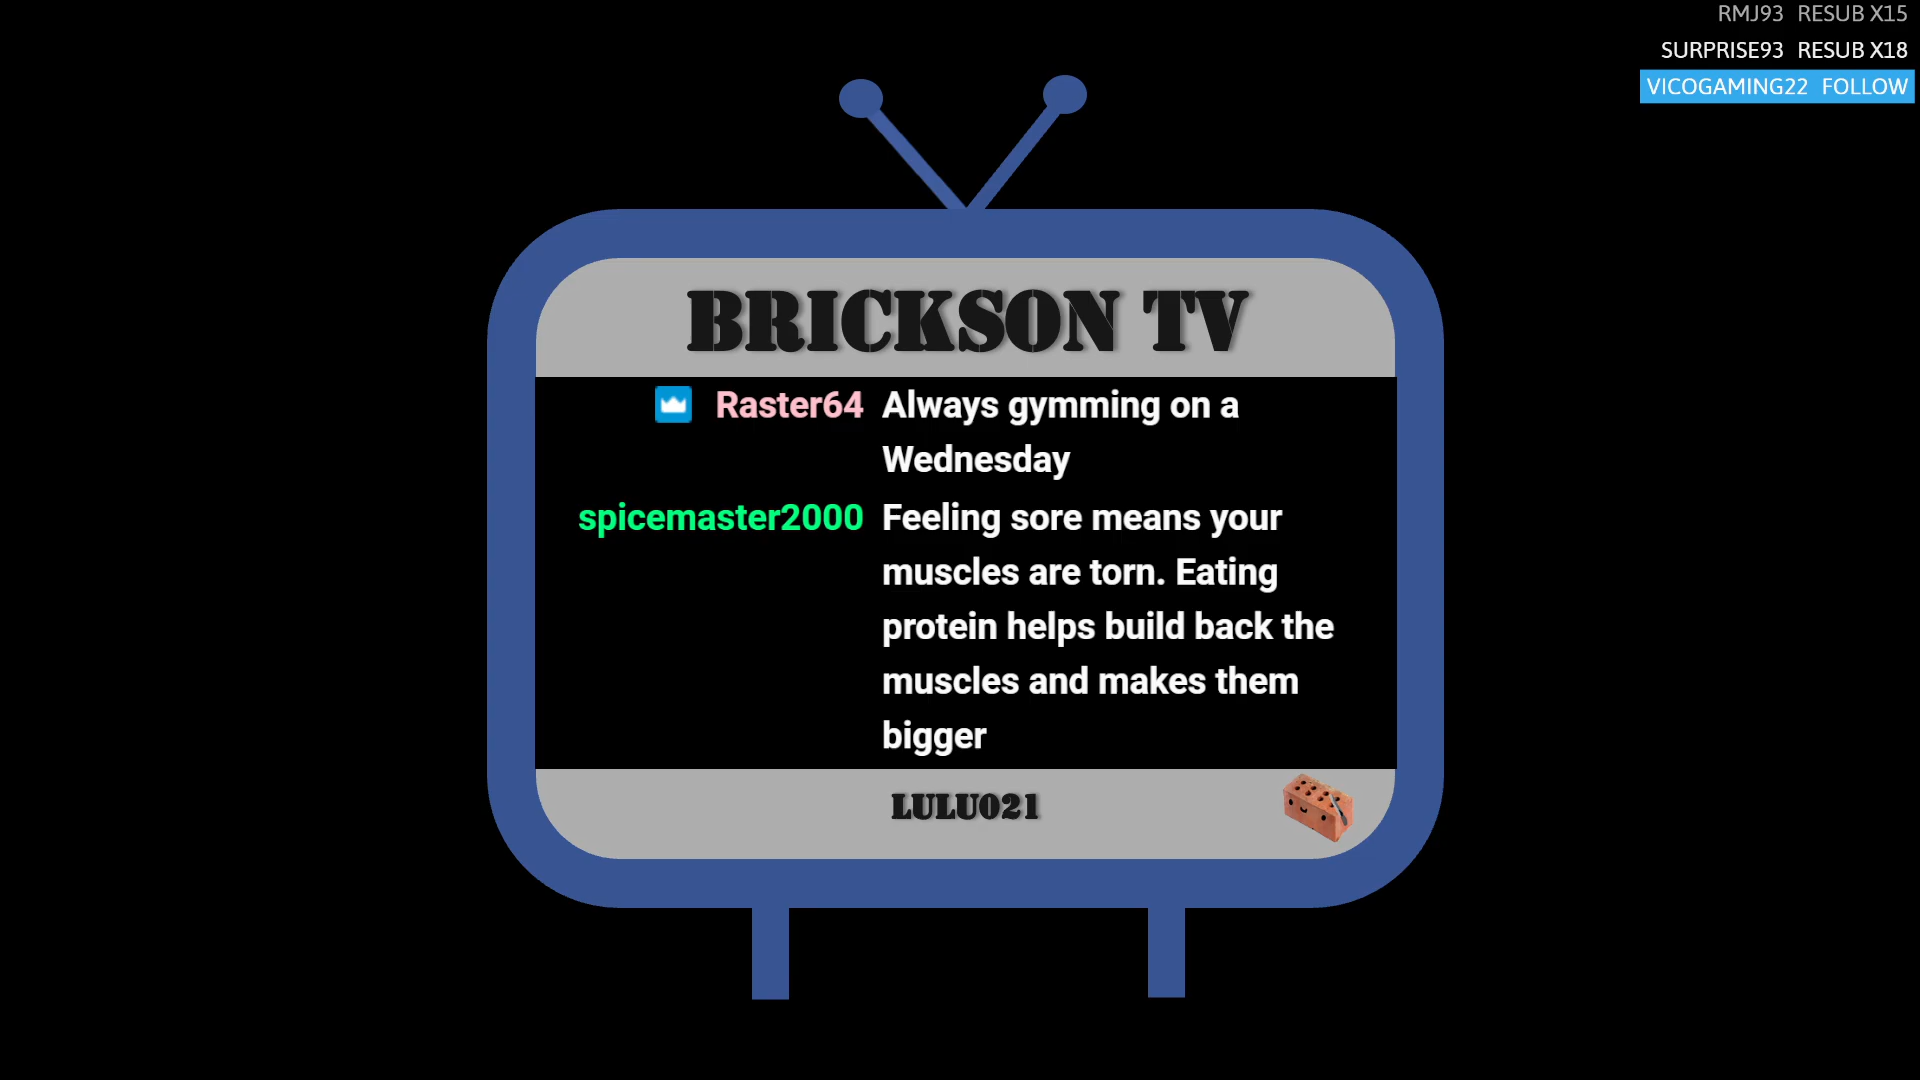 RMJ93 RESUB X15
SURPRISE93 RESUB X18
VICOGAMING22 FOLLOW
BRICKSON TV
Raster64 Always gymming on a
Wednesday
spicemaster2000 Feeling sore means your
muscles are torn. Eating
protein helps build back the
muscles and makes them
bigger
LULU021